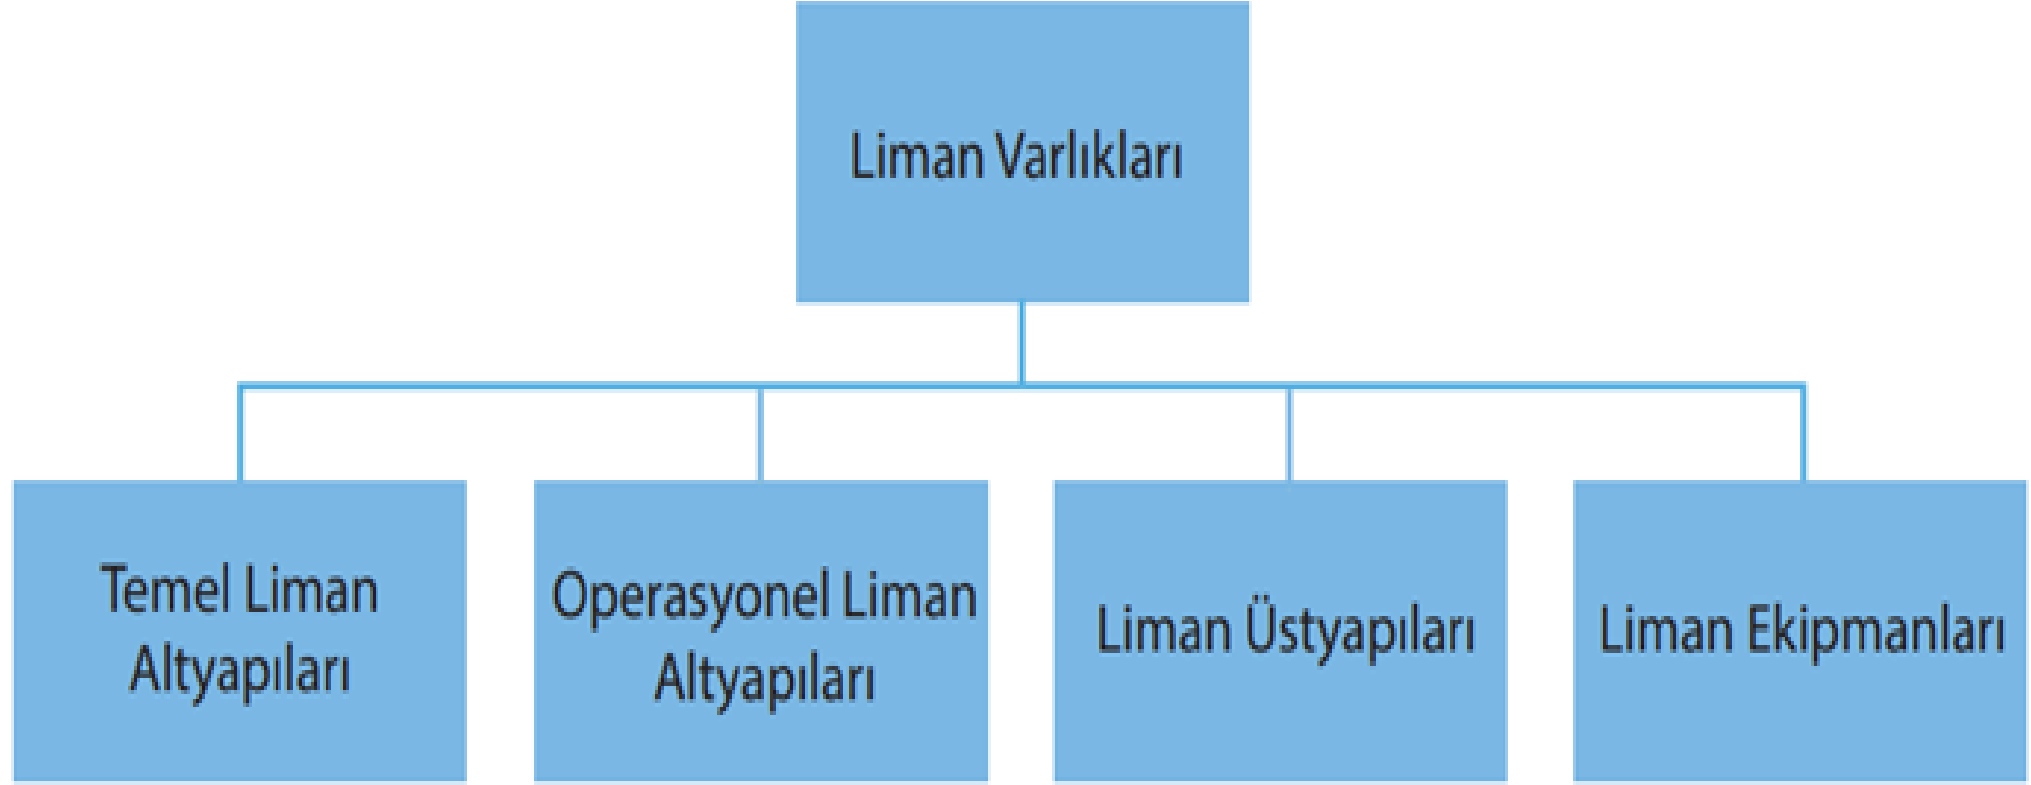 Liman Varlıkları
Temel Liman
Altyapıları
Operasyonel Liman
Altyapıları
Liman Üstyapıları
Liman Ekipmanları